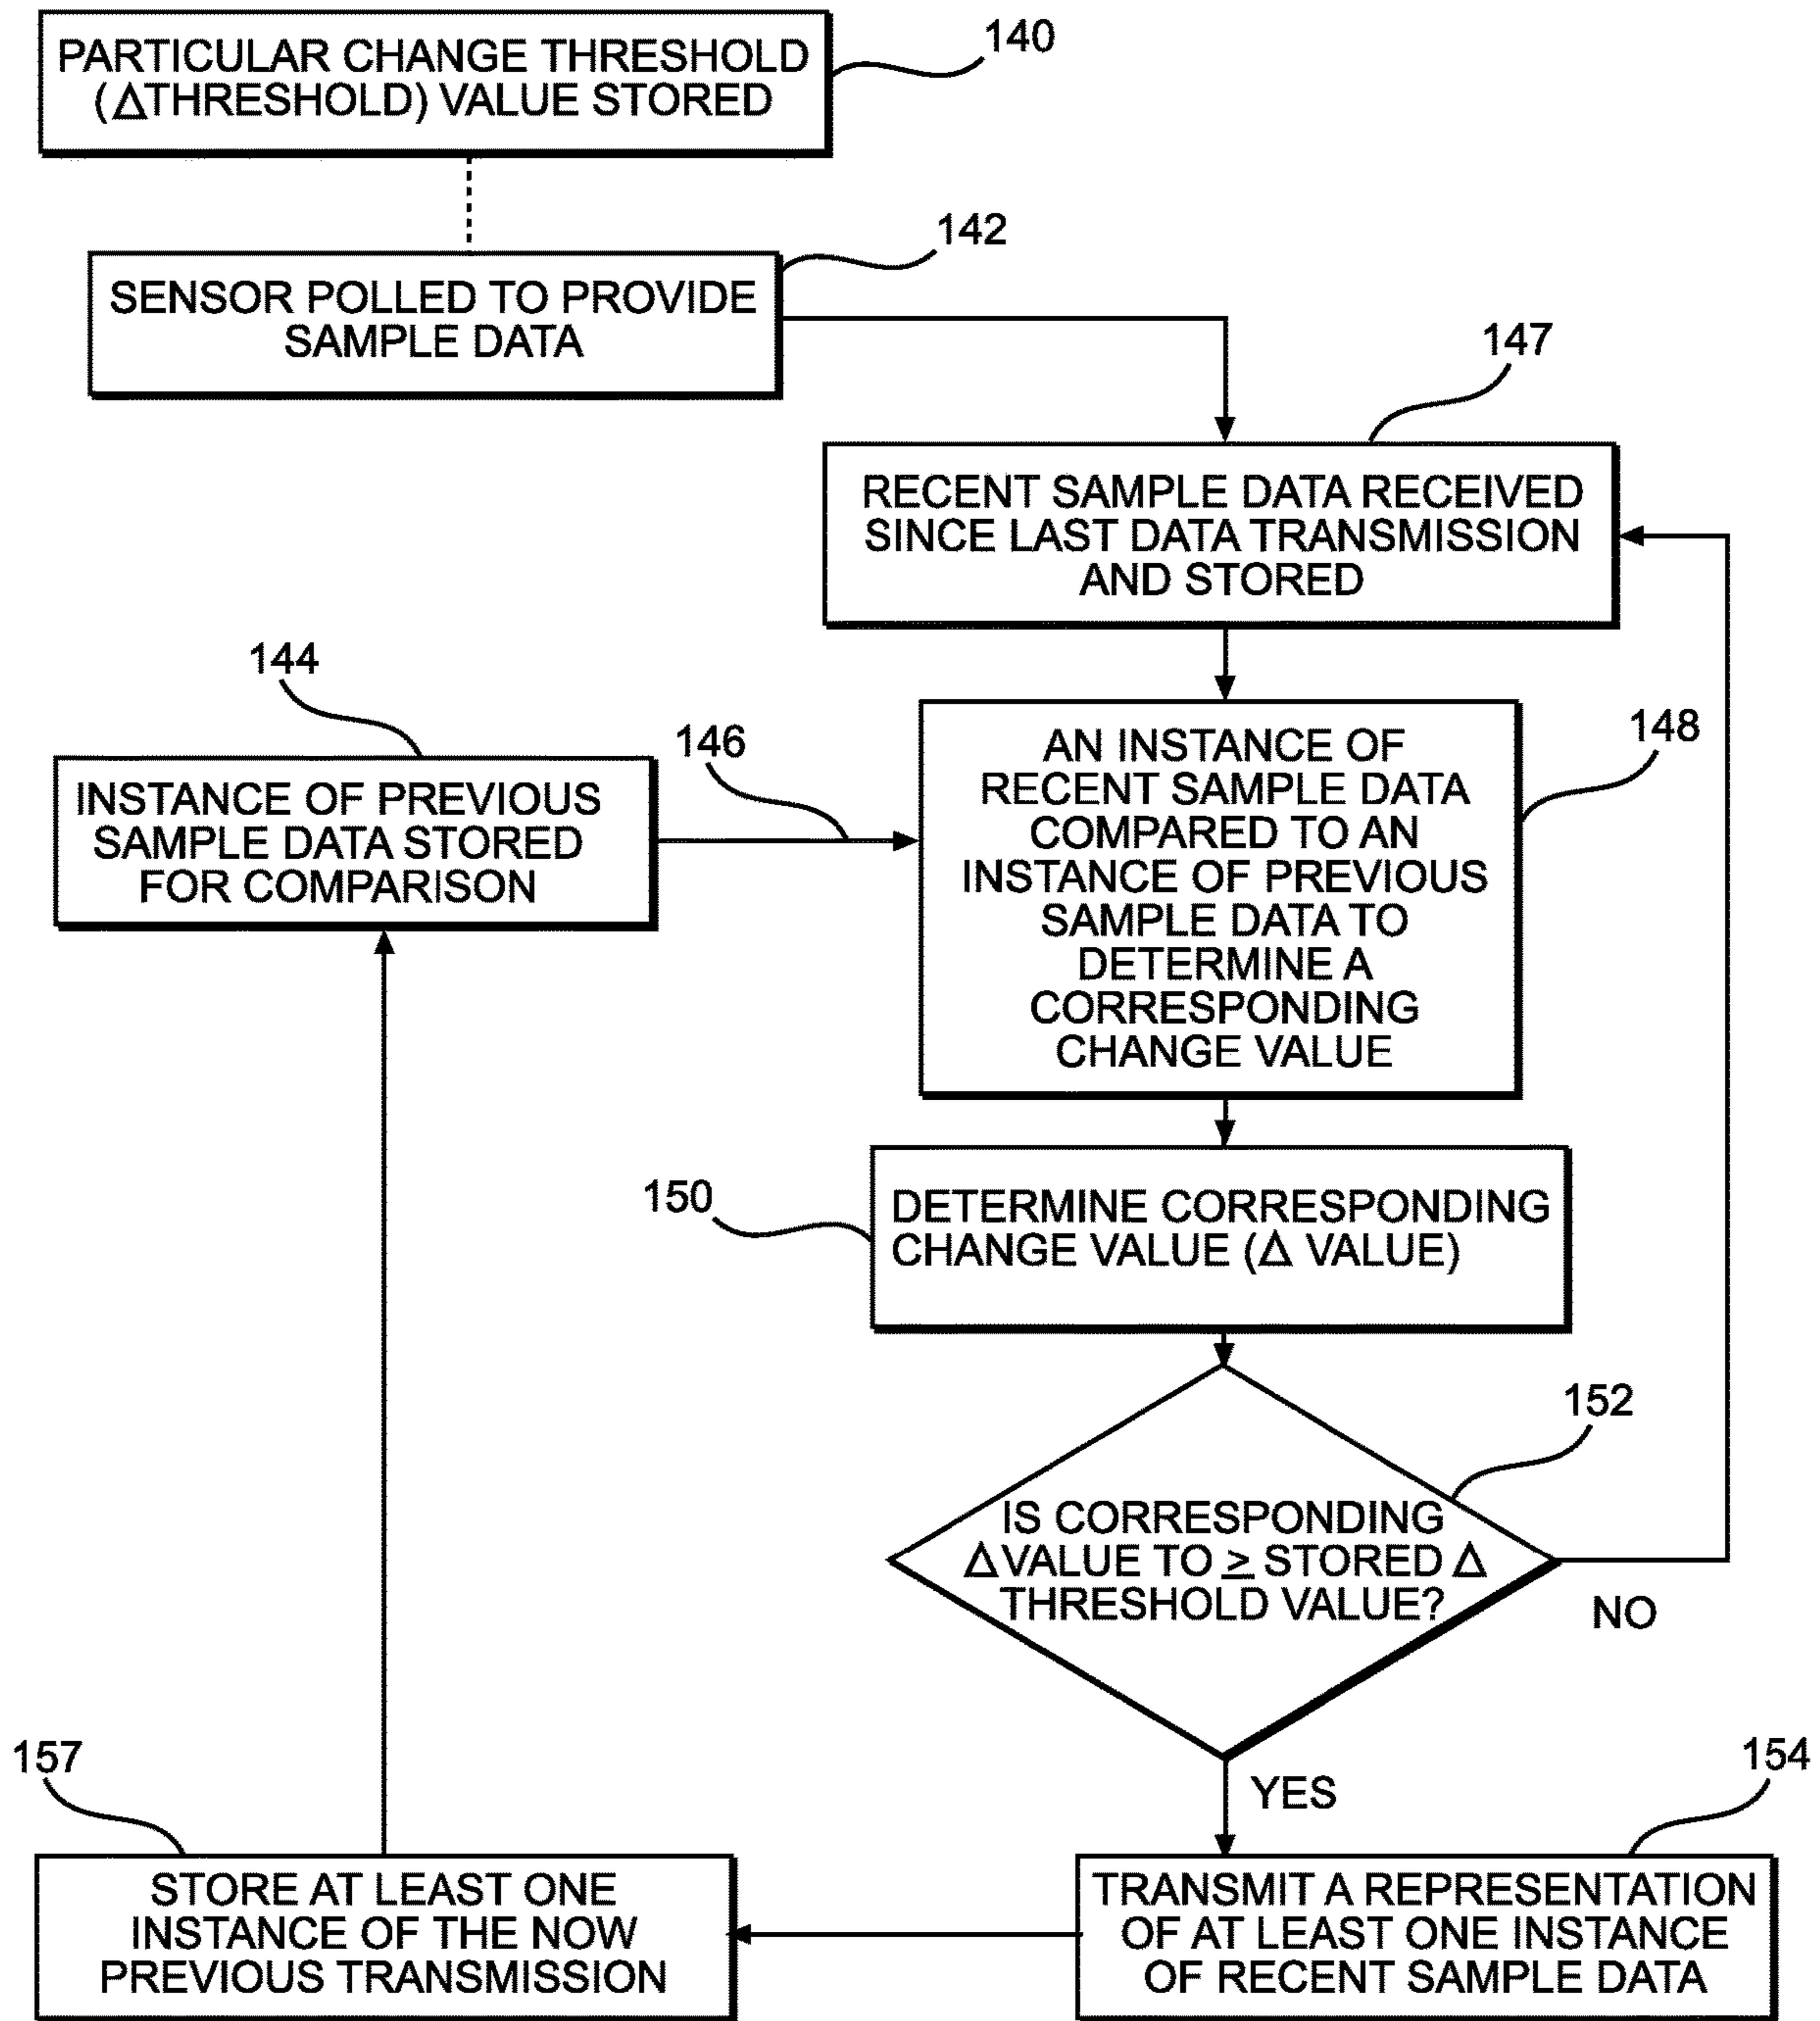 PARTICULAR CHANGE THRESHOLD
(ΔTHRESHOLD) VALUE STORED
140
142
SENSOR POLLED TO PROVIDE
SAMPLE DATA
147
RECENT SAMPLE DATA RECEIVED
SINCE LAST DATA TRANSMISSION
AND STORED
144
INSTANCE OF PREVIOUS
SAMPLE DATA STORED
FOR COMPARISON
146
148
AN INSTANCE OF
RECENT SAMPLE DATA
COMPARED TO AN
INSTANCE OF PREVIOUS
SAMPLE DATA TO
DETERMINE A
CORRESPONDING
CHANGE VALUE
150
DETERMINE CORRESPONDING
CHANGE VALUE (Δ VALUE)
152
IS CORRESPONDING
Δ VALUE TO ≥ STORED Δ
THRESHOLD VALUE?
NO
YES
154
TRANSMIT A REPRESENTATION
OF AT LEAST ONE INSTANCE
OF RECENT SAMPLE DATA
157
STORE AT LEAST ONE
INSTANCE OF THE NOW
PREVIOUS TRANSMISSION